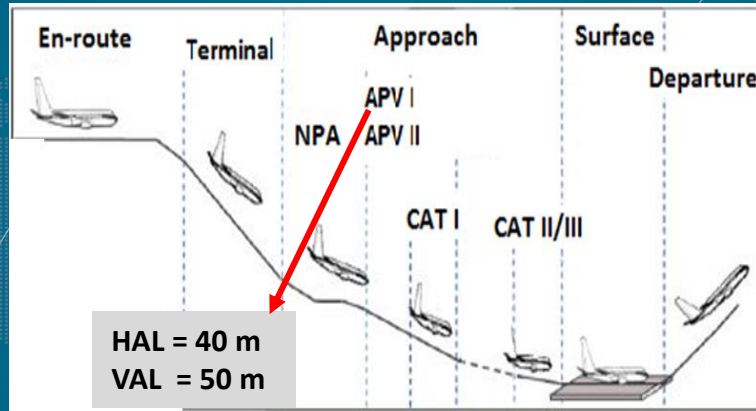 En-route
Terminal
Approach
Surface
Departure
APV I
NPA
APV II
CAT I
CAT II/III
HAL = 40 m
VAL = 50 m